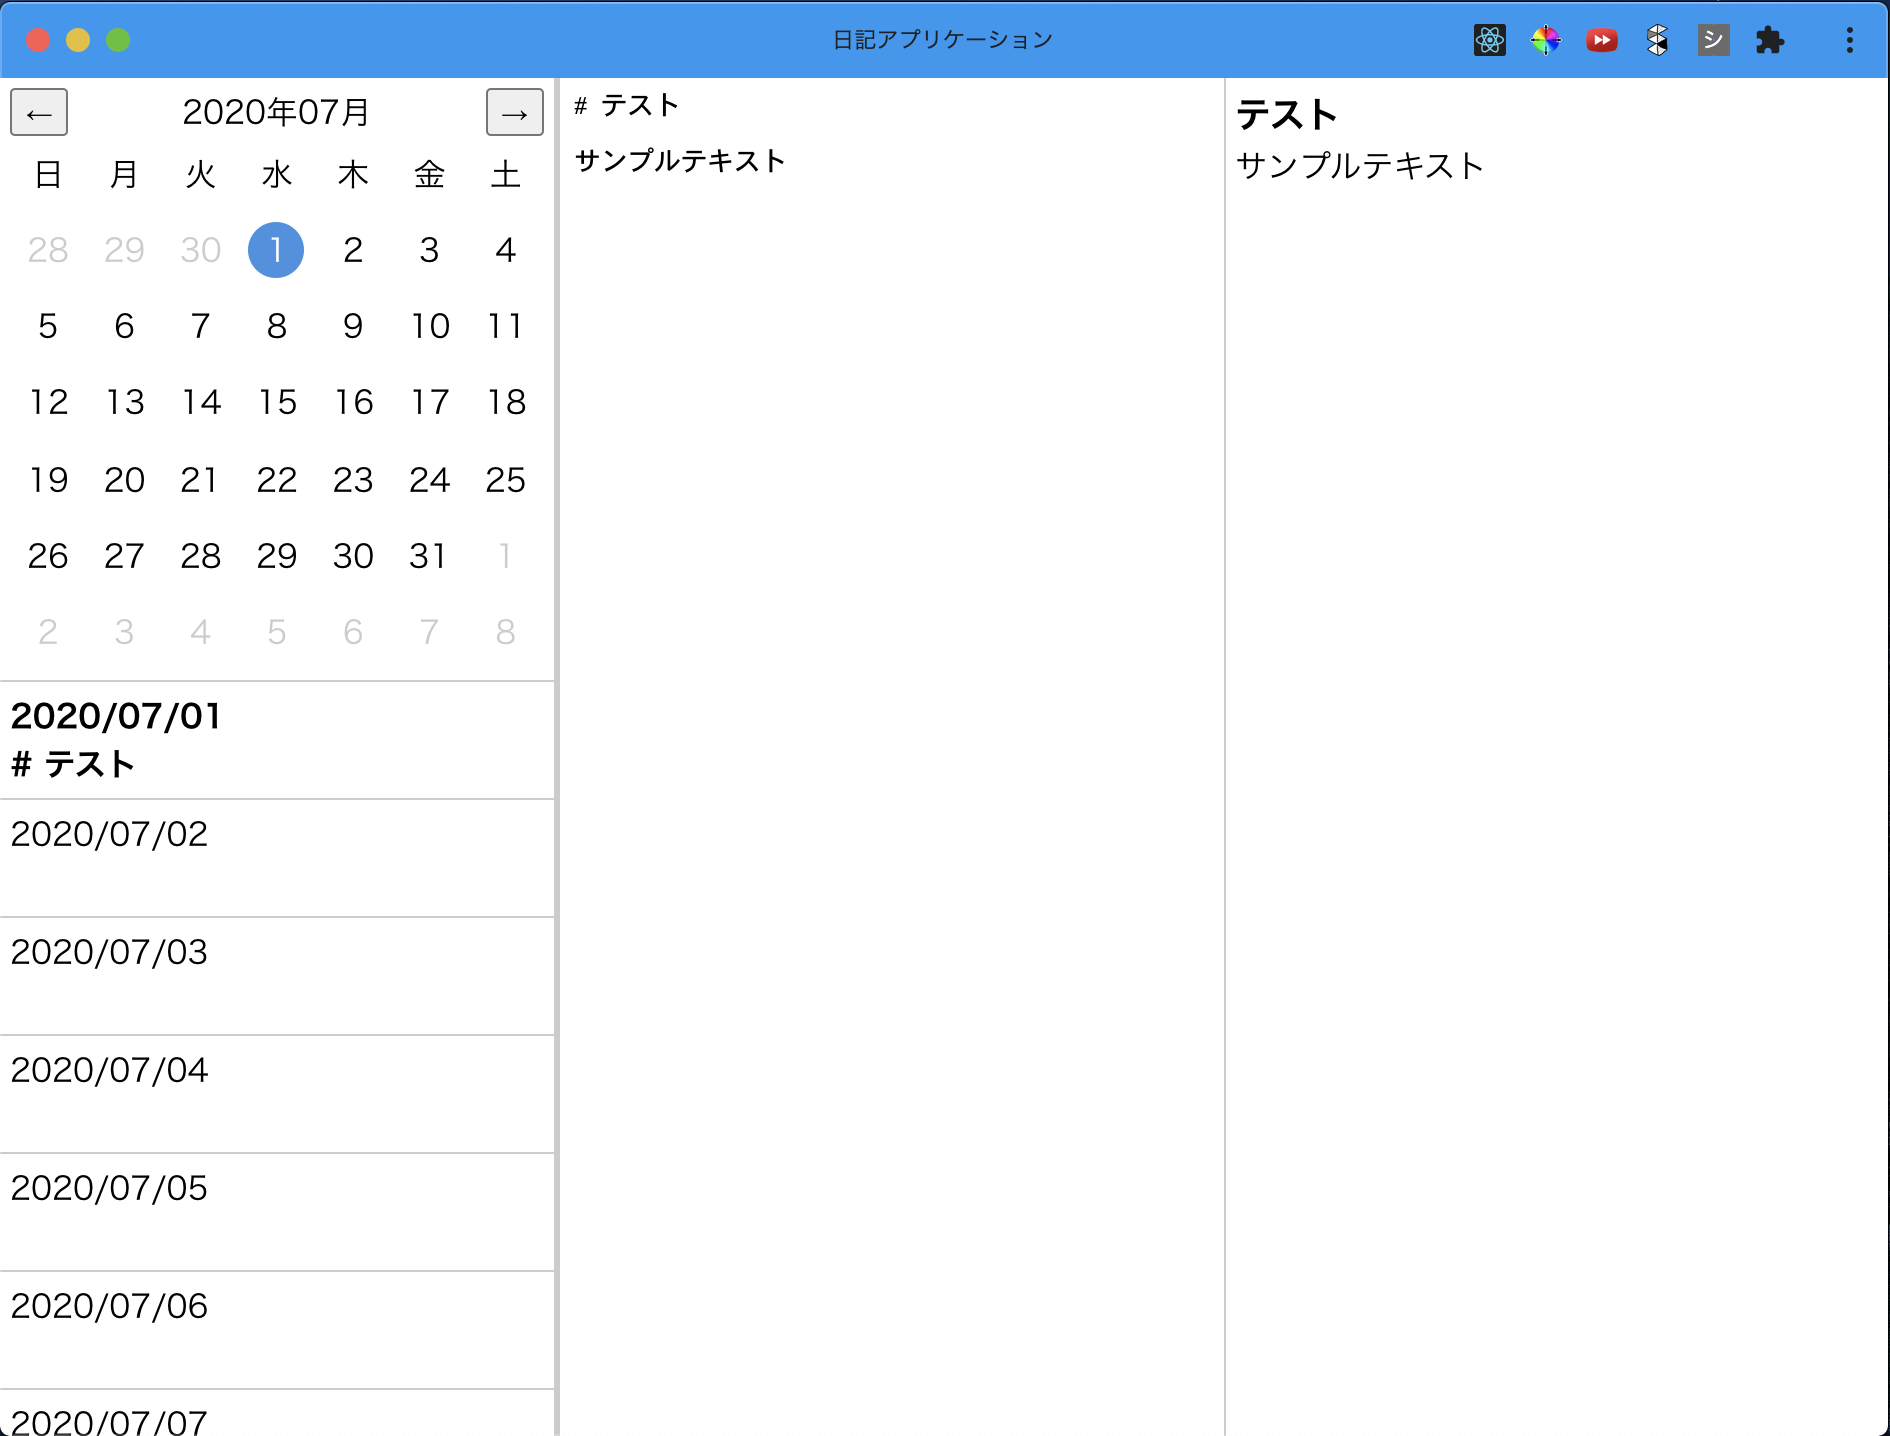 日記アプリケーション
シ
← 2020年07月 →
日 月 火 水 木 金 土
28 29 30 1 2 3 4
5 6 7 8 9 10 11
12 13 14 15 16 17 18
19 20 21 22 23 24 25
26 27 28 29 30 31 1
2 3 4 5 6 7 8
2020/07/01
# テスト
2020/07/02
2020/07/03
2020/07/04
2020/07/05
2020/07/06
2020/07/07
# テスト
サンプルテキスト
テスト
サンプルテキスト